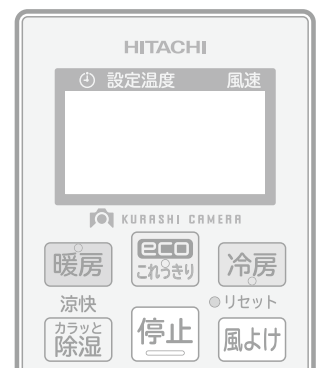 HITACHI
設定温度 風速
KURASHI CAMERA
暖房 eco これっきり 冷房
涼快 リセット
カラッと
除湿 停止 風よけ